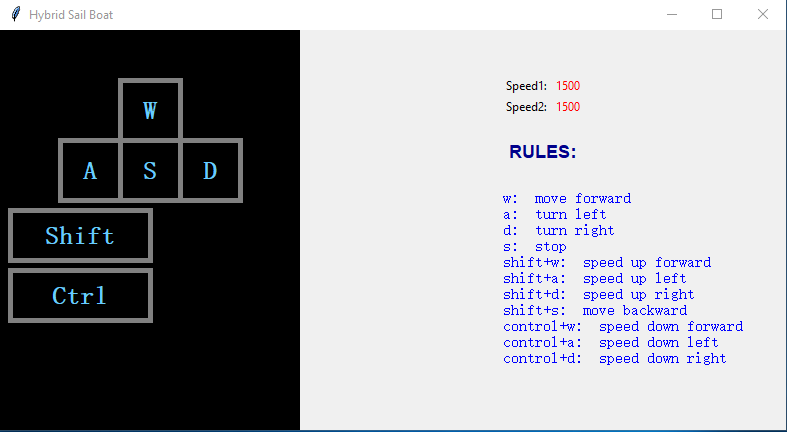 Hybrid Sail Boat
W
A S D
Shift
Ctrl
Speed1: 1500
Speed2: 1500
RULES:
w: move forward
a: turn left
d: turn right
s: stop
shift+w: speed up forward
shift+a: speed up left
shift+d: speed up right
shift+s: move backward
control+w: speed down forward
control+a: speed down left
control+d: speed down right